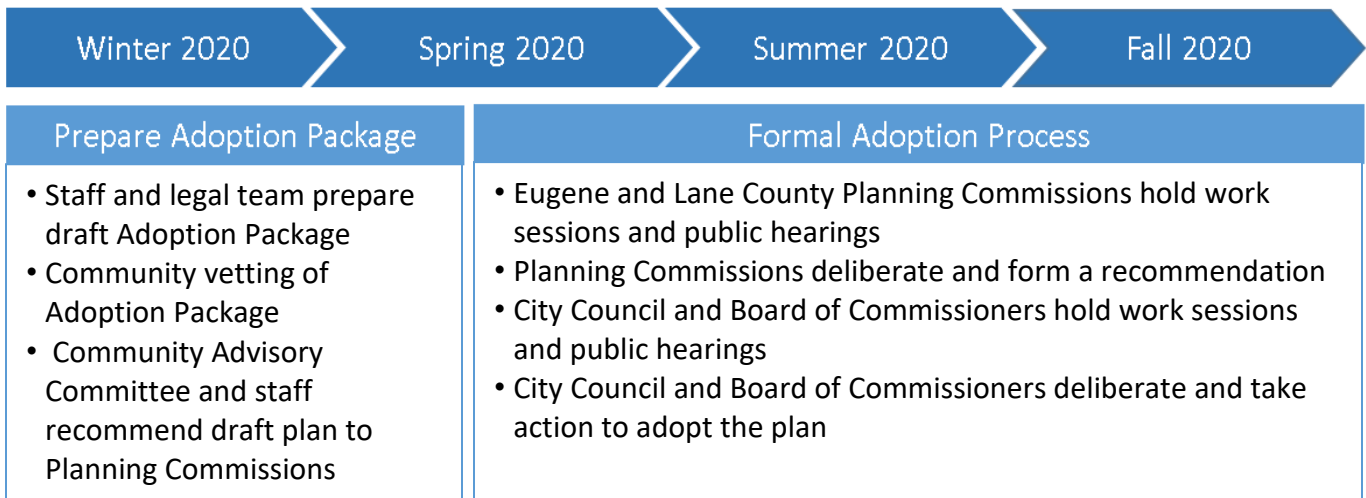 Winter 2020
Spring 2020
Summer 2020
Fall 2020
Prepare Adoption Package
• Staff and legal team prepare
draft Adoption Package
• Community vetting of
Adoption Package
• Community Advisory
Committee and staff
recommend draft plan to
Planning Commissions
Formal Adoption Process
• Eugene and Lane County Planning Commissions hold work
sessions and public hearings
• Planning Commissions deliberate and form a recommendation
• City Council and Board of Commissioners hold work sessions
and public hearings
• City Council and Board of Commissioners deliberate and take
action to adopt the plan